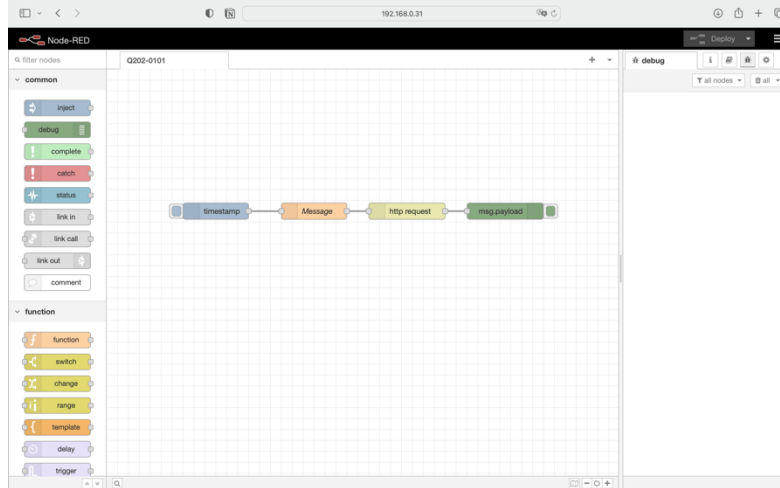 192.168.0.31
Node-RED
Deploy
filter nodes
Q202-0101
debug
i
common
all nodes
all
inject
debug
complete
catch
status
link in
link call
link out
comment
timestamp
Message
http request
msg.payload
function
function
switch
change
range
template
delay
trigger